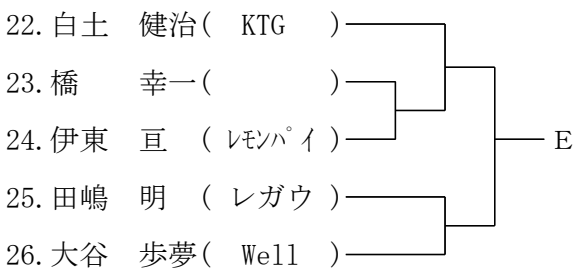 22.白土　健治(　KTG　)
23.橋　　幸一(　　　　)
24.伊東　亘　( ﾚﾓﾝﾊﾟｲ )
25.田嶋　明　( レガウ )
26.大谷　歩夢(　Well　)
E